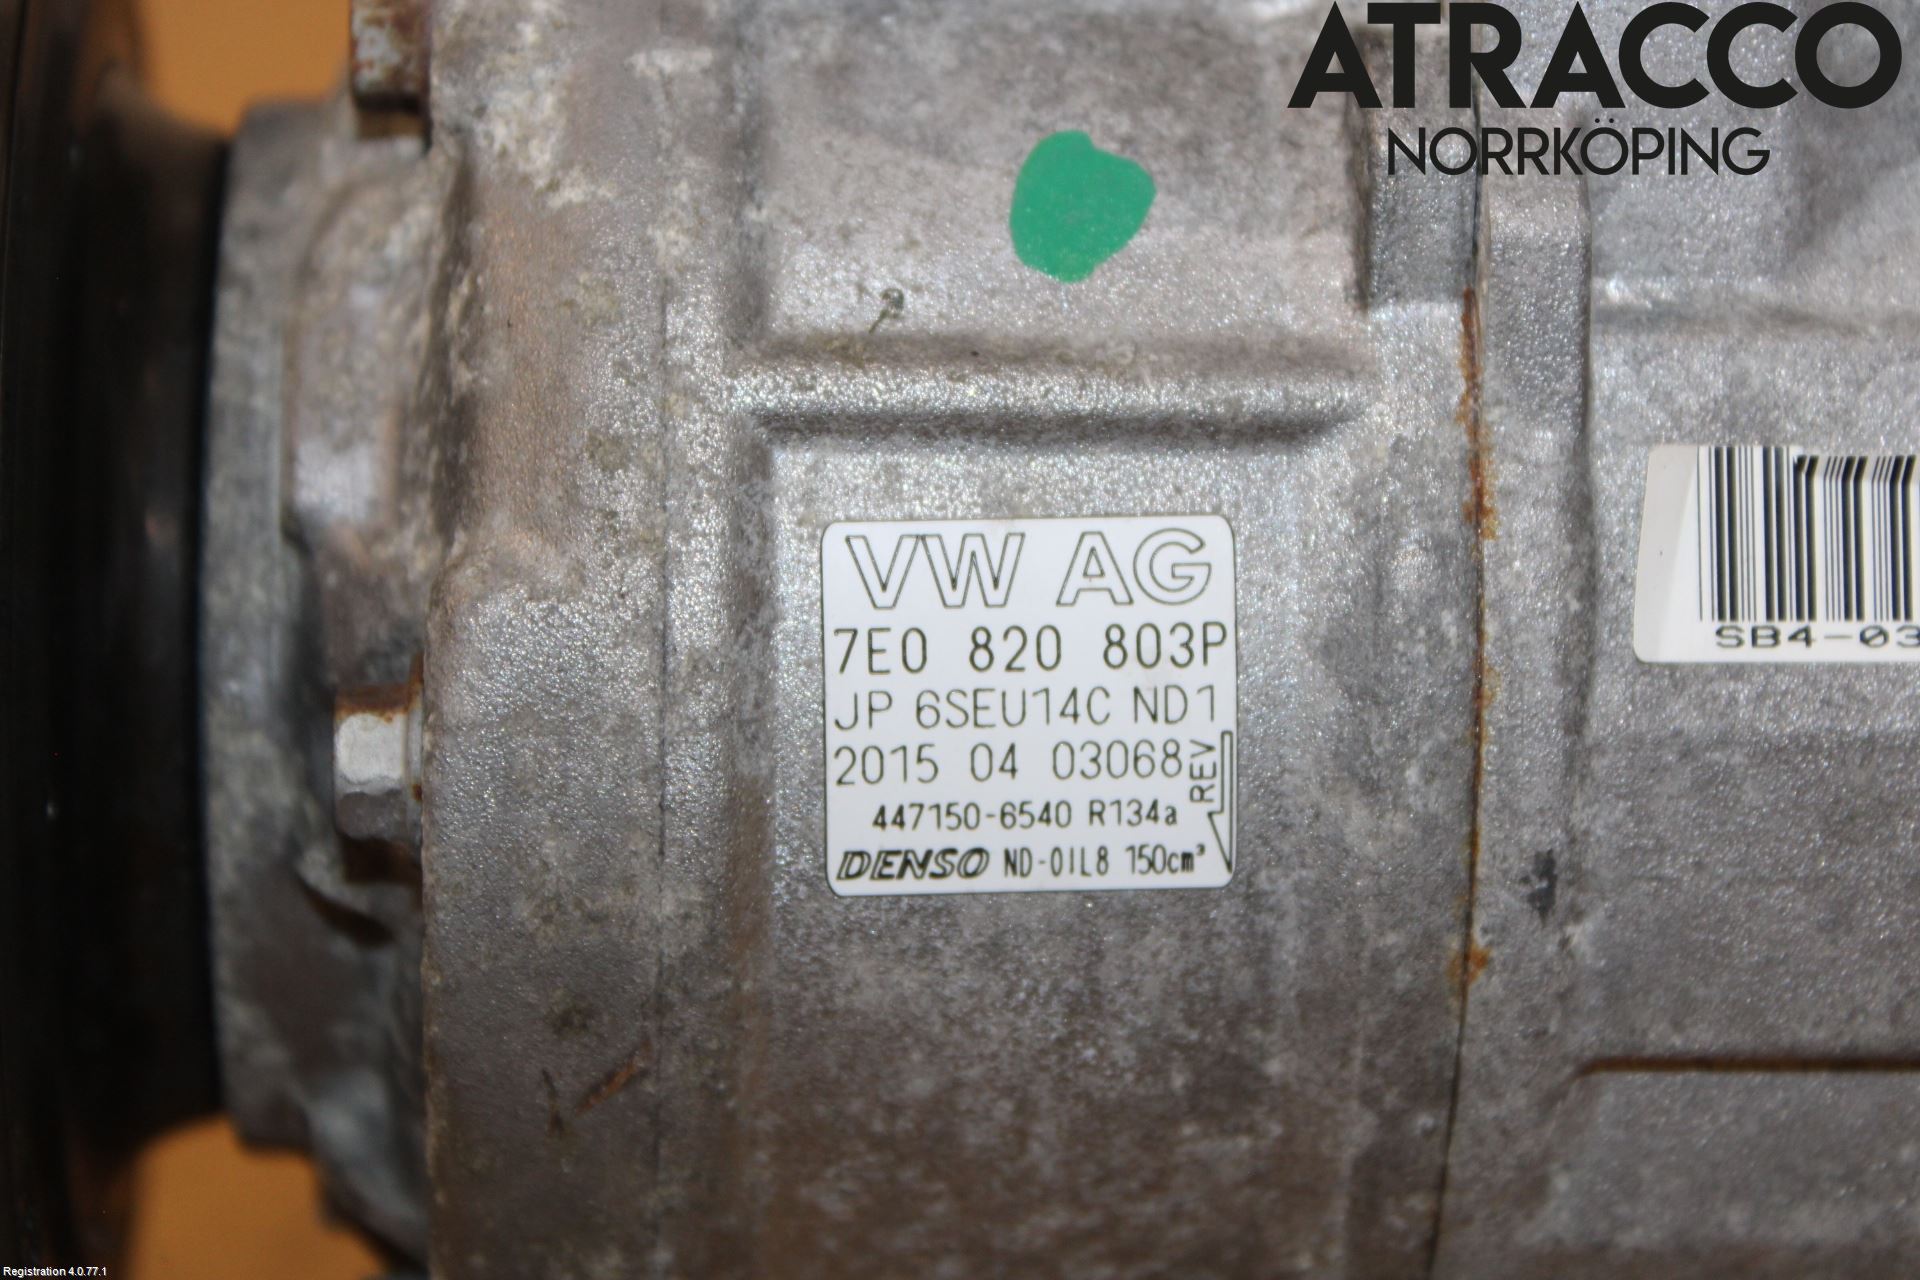 ATRACCO
NORRKÖPING
VW AG
7E0 820 803P
JP 6SEU14C ND1
2015 04 03068
REV
447150-6540 R134a
DENSO ND-OIL8 150cm³
SB4-03
Registration 4.0.77.1